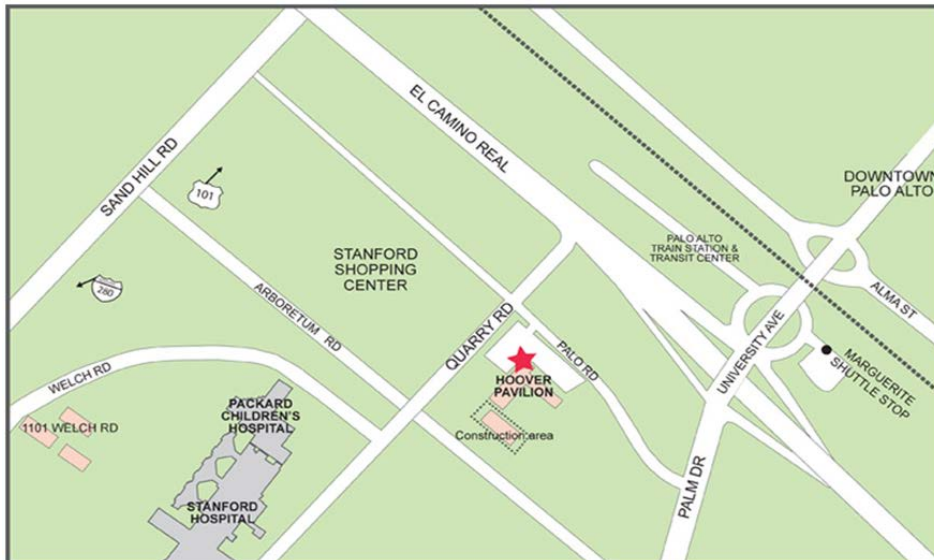 EL CAMINO REAL
SAND HILL RD
101
DOWNTOWN
PALO ALTO
PALO ALTO
TRAIN STATION &
TRANSIT CENTER
STANFORD
SHOPPING
CENTER
280
ARBORETUM RD
ALMA ST
QUARRY RD
PALO RD
UNIVERSITY AVE
MARGUERITE
SHUTTLE STOP
WELCH RD
HOOVER
PAVILION
PACKARD
CHILDREN'S
HOSPITAL
1101 WELCH RD
Construction area
PALM DR
STANFORD
HOSPITAL